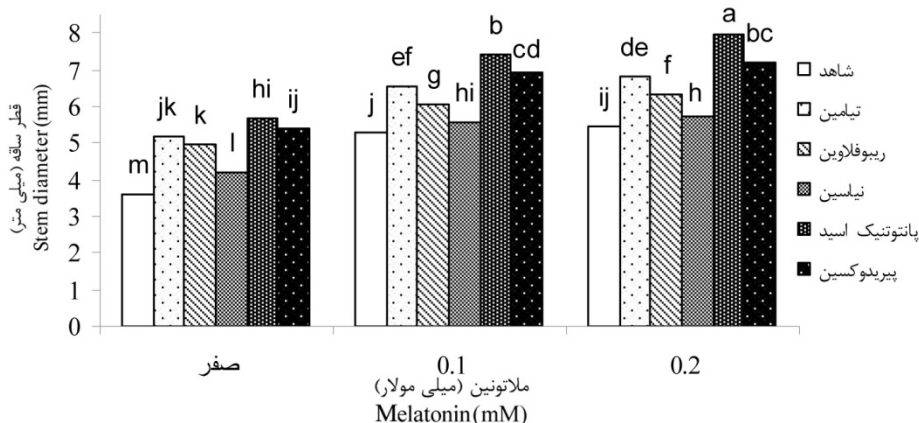 قطر ساقه (میلی متر)
Stem diameter (mm)
8
7
6
5
4
3
2
1
0
m
jk
k
l
hi
ij
j
ef
g
hi
b
cd
ij
de
f
h
a
bc
صفر
0.1
0.2
ملاتونین (میلی مولار)
Melatonin (mM)
شاهد
تیامین
ریبوفلاوین
نیاسین
پانتوتنیک اسید
پیریدوکسین